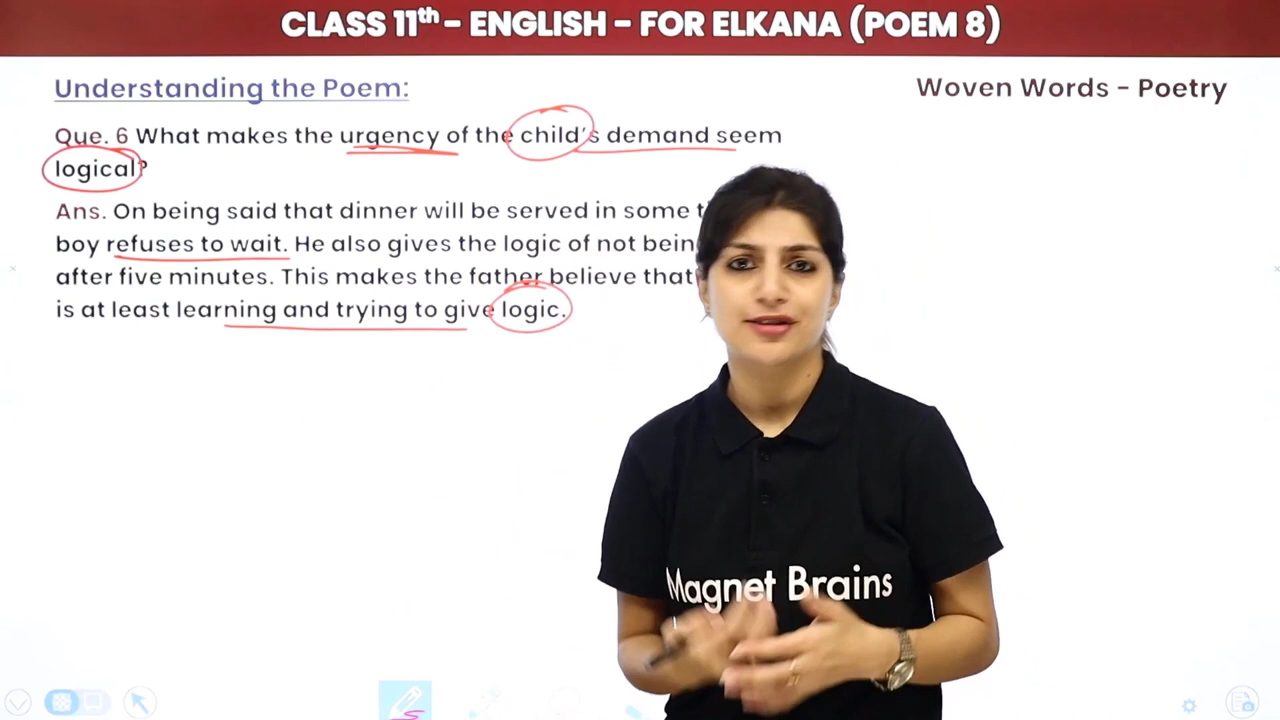 CLASS 11th - ENGLISH - FOR ELKANA (POEM 8)
Understanding the Poem:
Woven Words - Poetry
Que. 6 What makes the urgency of the child's demand seem
logical?
Ans. On being said that dinner will be served in some
boy refuses to wait. He also gives the logic of not
after five minutes. This makes the father believe that
is at least learning and trying to give logic.
Magnet Brains